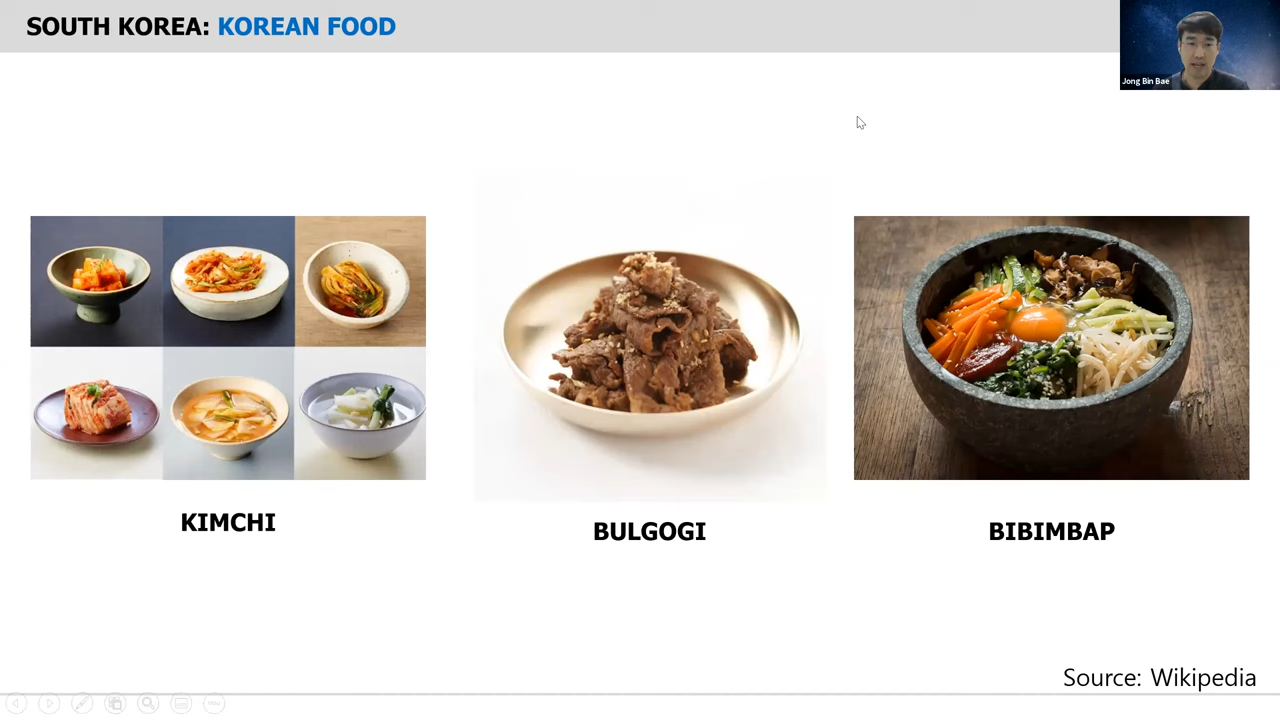 SOUTH KOREA: KOREAN FOOD
Jong Bin Bae
KIMCHI
BULGOGI
BIBIMBAP
Source: Wikipedia